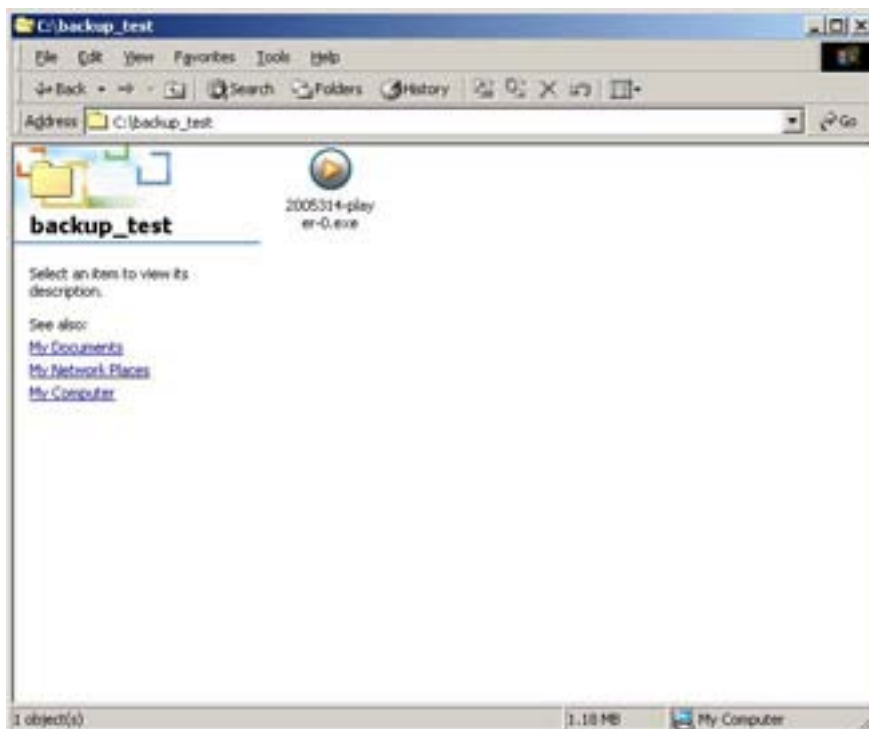 C:\backup_test
File Edit View Favorites Tools Help
Back Search Folders History
Address C:\backup_test Go
2005314-play
er-0.exe
backup_test
Select an item to view its
description.
See also:
My Documents
My Network Places
My Computer
1 object(s) 1.18 MB My Computer